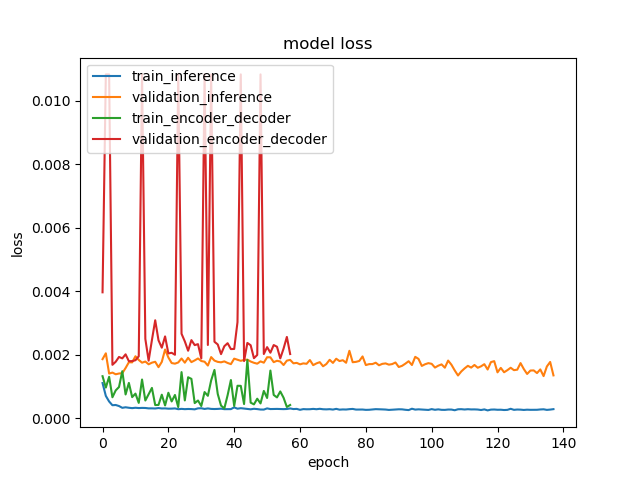 model loss
train_inference
validation_inference
train_encoder_decoder
validation_encoder_decoder
0.010
0.008
0.006
0.004
0.002
0.000
loss
0 20 40 60 80 100 120 140
epoch